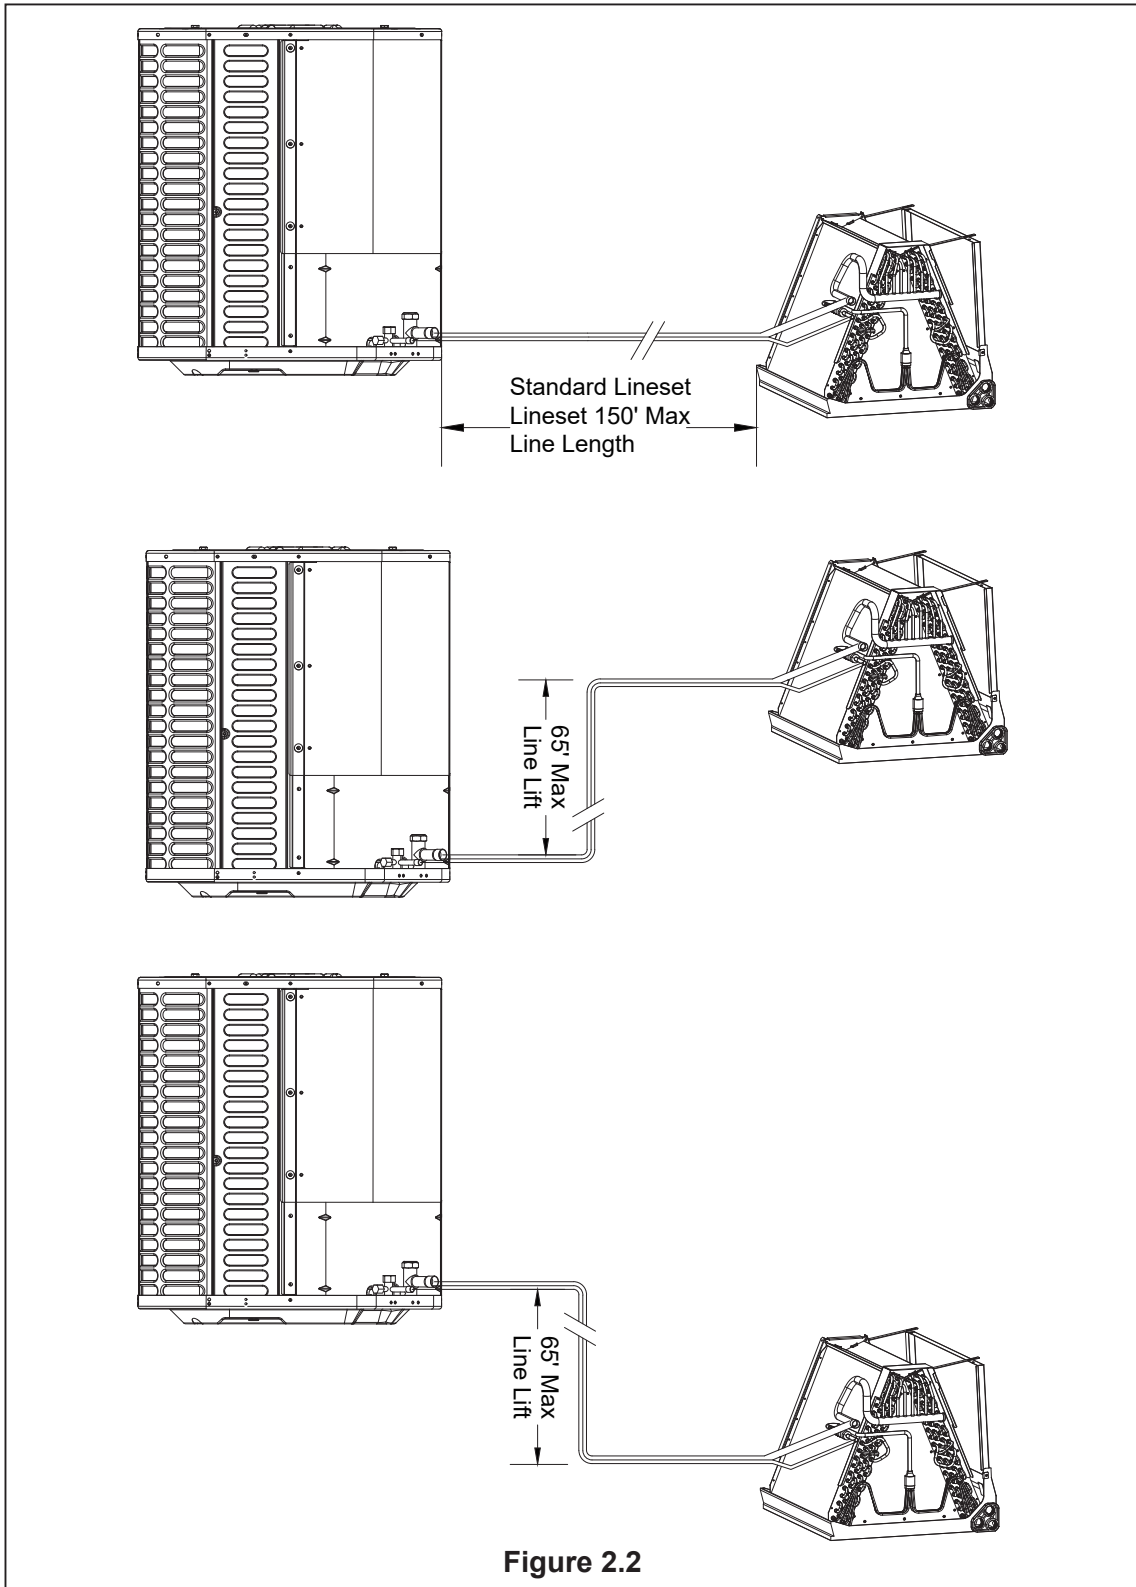 Standard Lineset
Lineset 150' Max
Line Length
65' Max
Line Lift
65' Max
Line Lift
Figure 2.2